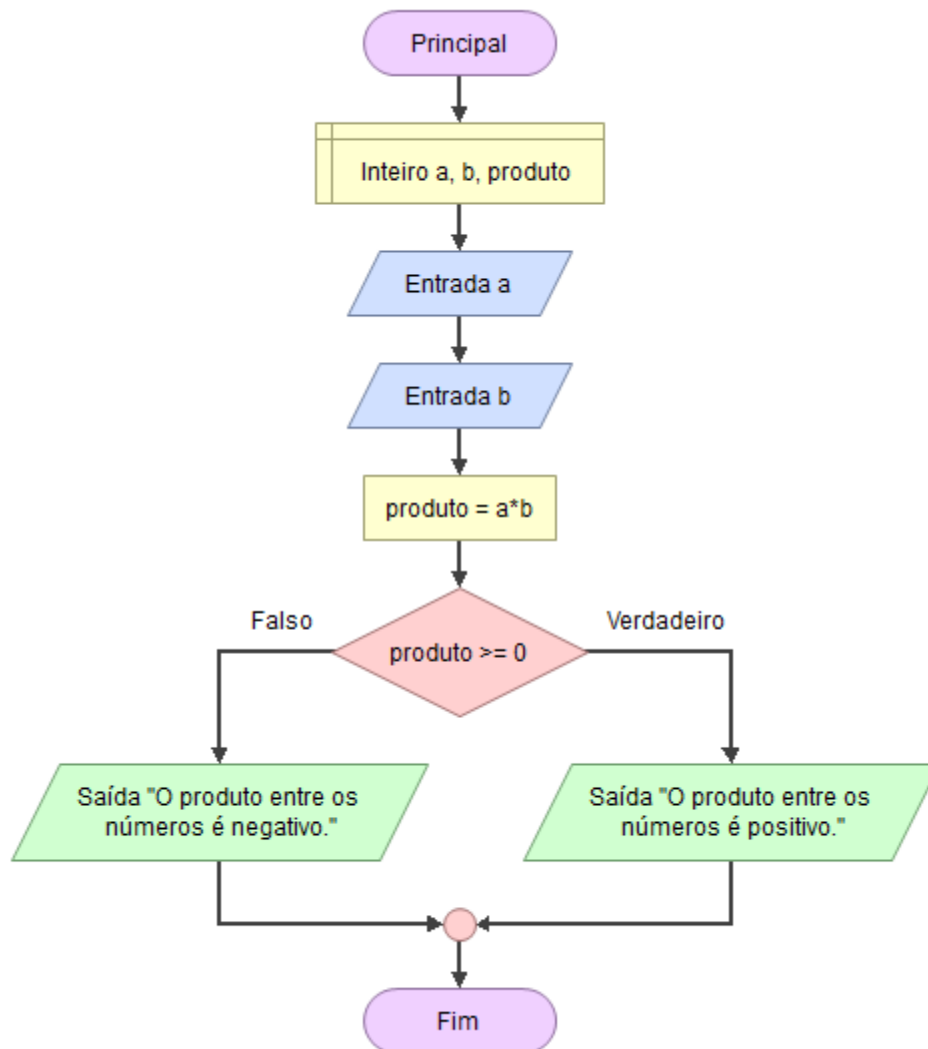 Principal
Inteiro a, b, produto
Entrada a
Entrada b
produto = a*b
Falso
Verdadeiro
produto >= 0
Saída "O produto entre os
números é negativo."
Saída "O produto entre os
números é positivo."
Fim